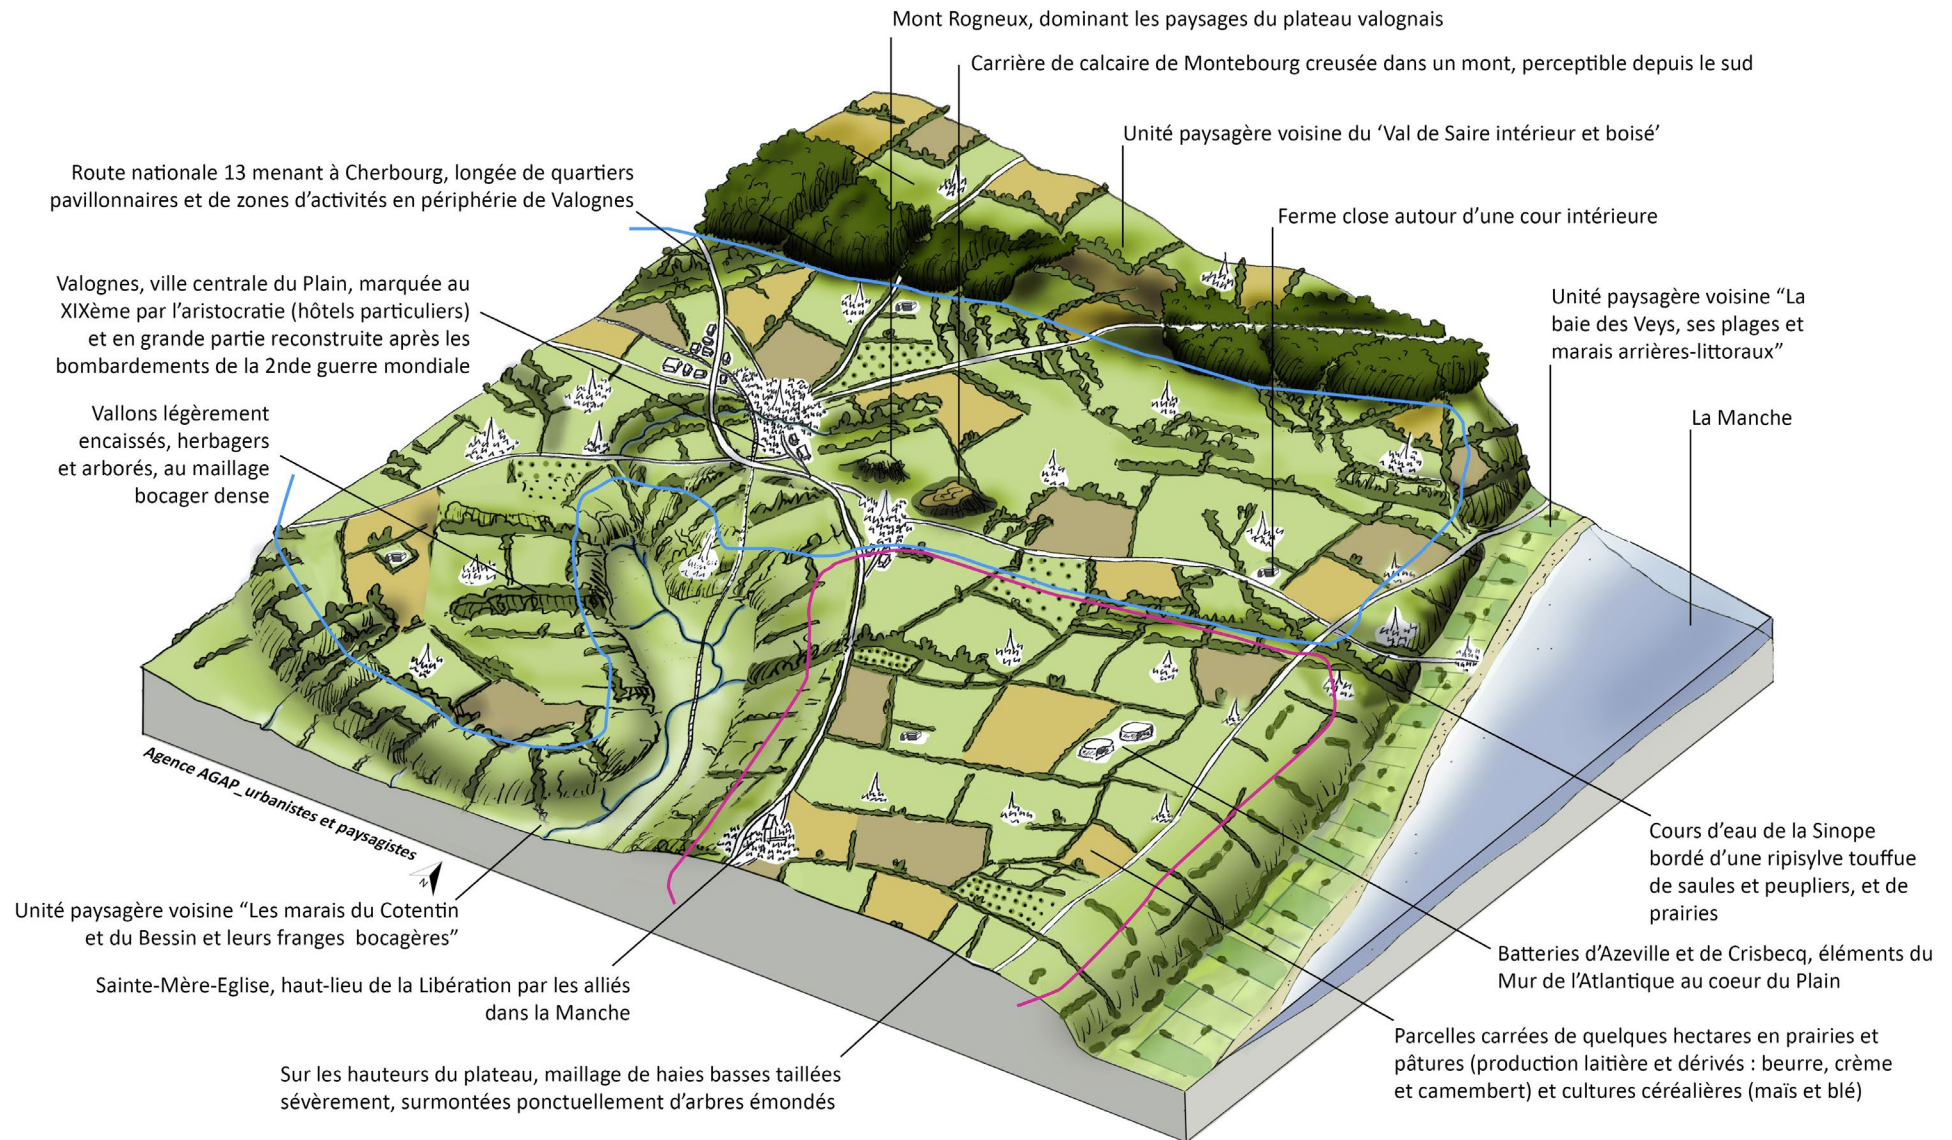 Mont Rogneux, dominant les paysages du plateau valognais
Carrière de calcaire de Montebourg creusée dans un mont, perceptible depuis le sud
Unité paysagère voisine du ‘Val de Saire intérieur et boisé’
Route nationale 13 menant à Cherbourg, longée de quartiers
pavillonnaires et de zones d’activités en périphérie de Valognes
Ferme close autour d’une cour intérieure
Valognes, ville centrale du Plain, marquée au
XIXème par l’aristocratie (hôtels particuliers)
et en grande partie reconstruite après les
bombardements de la 2nde guerre mondiale
Unité paysagère voisine “La
baie des Veys, ses plages et
marais arrières-littoraux”
La Manche
Vallons légèrement
encaissés, herbagers
et arborés, au maillage
bocager dense
Agence AGAP_urbanistes et paysagistes
N
Unité paysagère voisine “Les marais du Cotentin
et du Bessin et leurs franges bocagères”
Sainte-Mère-Eglise, haut-lieu de la Libération par les alliés
dans la Manche
Sur les hauteurs du plateau, maillage de haies basses taillées
sévèrement, surmontées ponctuellement d’arbres émondés
Cours d’eau de la Sinope
bordé d’une ripisylve touffue
de saules et peupliers, et de
prairies
Batteries d’Azeville et de Crisbecq, éléments du
Mur de l’Atlantique au coeur du Plain
Parcelles carrées de quelques hectares en prairies et
pâtures (production laitière et dérivés : beurre, crème
et camembert) et cultures céréalières (maïs et blé)